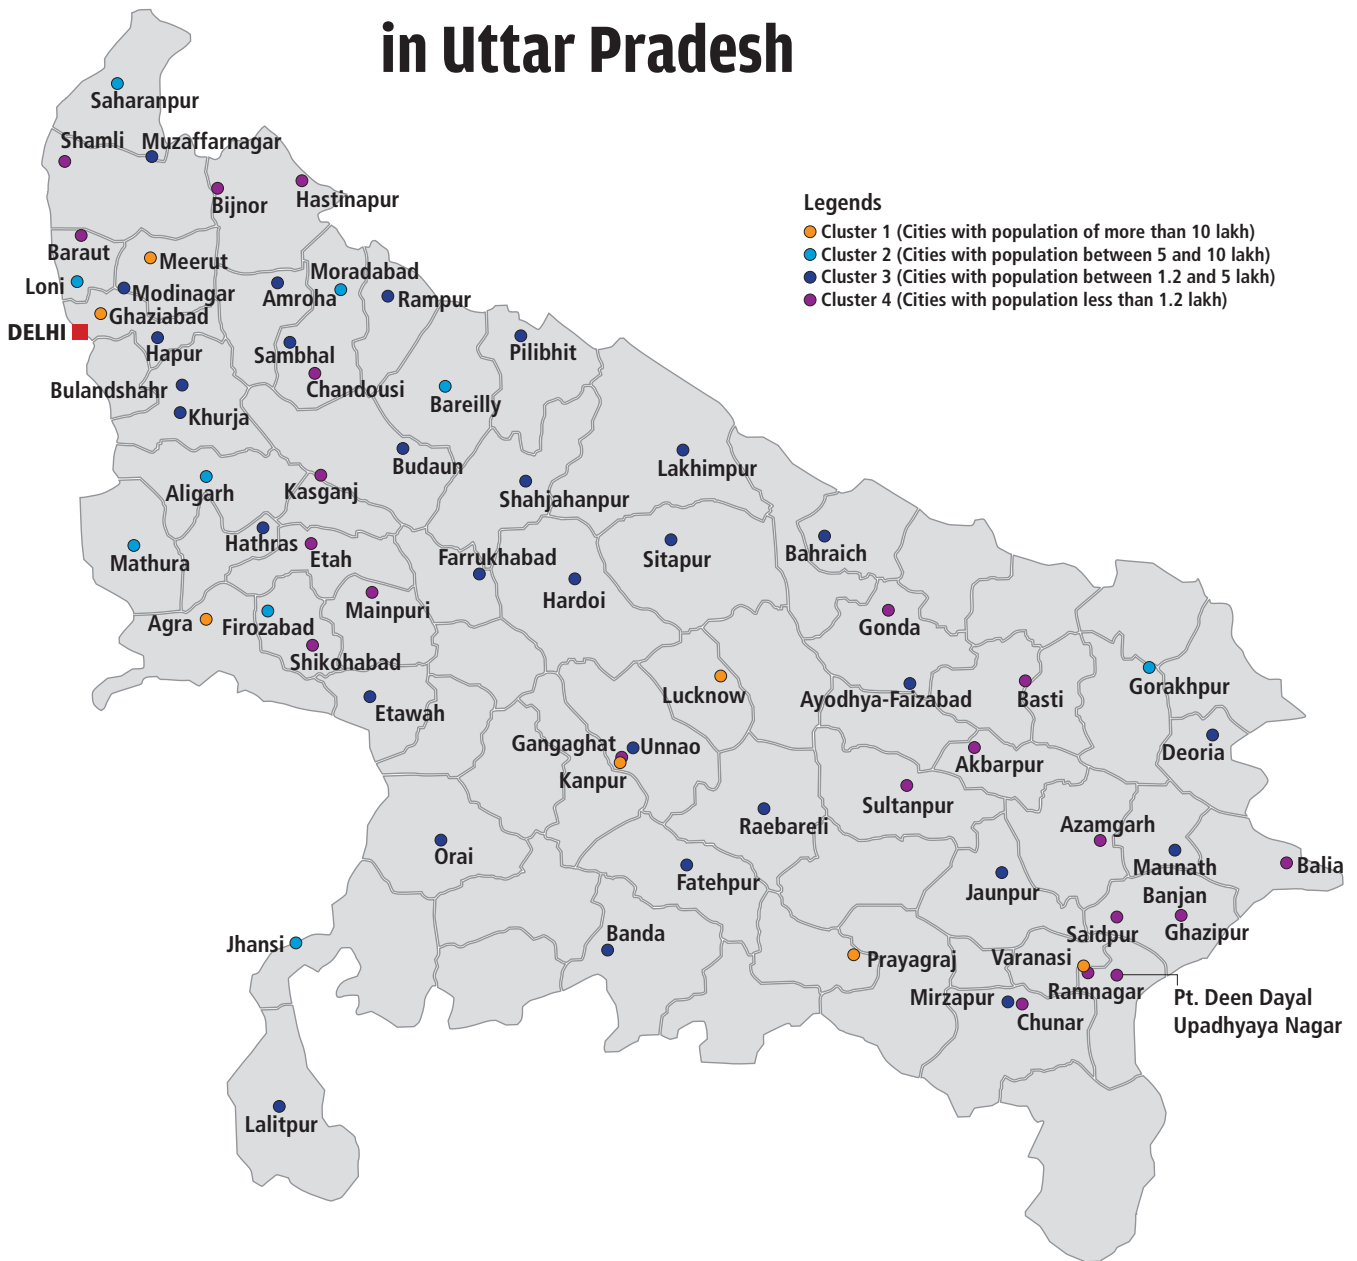 in Uttar Pradesh
Saharanpur
Shamli
Muzaffarnagar
Bijnor
Hastinapur
Legends
Cluster 1 (Cities with population of more than 10 lakh)
Cluster 2 (Cities with population between 5 and 10 lakh)
Cluster 3 (Cities with population between 1.2 and 5 lakh)
Cluster 4 (Cities with population less than 1.2 lakh)
Baraut
Meerut
Moradabad
Loni
Modinagar
Amroha
Rampur
Ghaziabad
DELHI
Hapur
Sambhal
Pilibhit
Bulandshahr
Chandousi
Bareilly
Khurja
Budaun
Lakhimpur
Aligarh
Kasganj
Shahjahanpur
Hathras
Etah
Farrukhabad
Sitapur
Bahraich
Mathura
Hardoi
Mainpuri
Agra
Firozabad
Gonda
Shikohabad
Lucknow
Ayodhya-Faizabad
Basti
Gorakhpur
Etawah
Gangaghat
Unnao
Deoria
Kanpur
Akbarpur
Sultanpur
Raebareli
Azamgarh
Orai
Fatehpur
Jaunpur
Maunath
Banjan
Balia
Jhansi
Banda
Saidpur
Ghazipur
Prayagraj
Varanasi
Ramnagar
Mirzapur
Chunar
Pt. Deen Dayal
Upadhyaya Nagar
Lalitpur